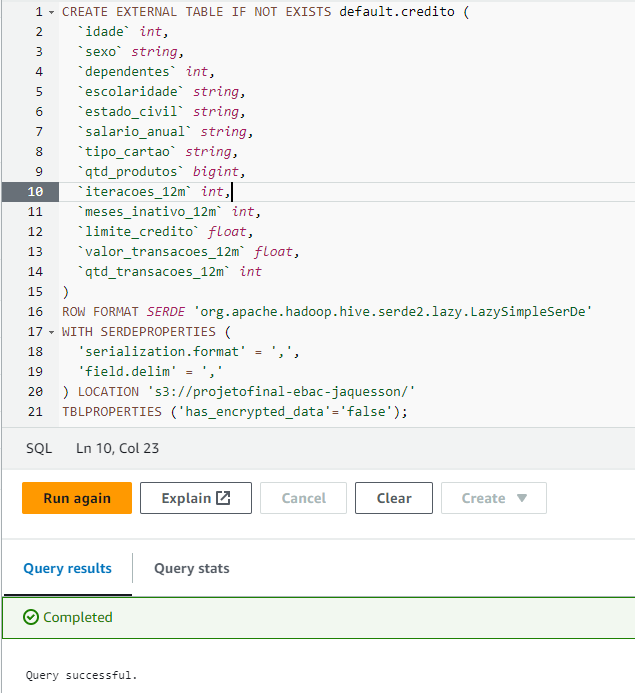 1 CREATE EXTERNAL TABLE IF NOT EXISTS default.credito (
2 `idade` int,
3 `sexo` string,
4 `dependentes` int,
5 `escolaridade` string,
6 `estado_civil` string,
7 `salario_anual` string,
8 `tipo_cartao` string,
9 `qtd_produtos` bigint,
10 `iteracoes_12m` int,
11 `meses_inativo_12m` int,
12 `limite_credito` float,
13 `valor_transacoes_12m` float,
14 `qtd_transacoes_12m` int
15 )
16 ROW FORMAT SERDE 'org.apache.hadoop.hive.serde2.lazy.LazySimpleSerDe'
17 WITH SERDEPROPERTIES (
18 'serialization.format' = ',',
19 'field.delim' = ','
20 ) LOCATION 's3://projetofinal-ebac-jaquesson/'
21 TBLPROPERTIES ('has_encrypted_data'='false');
SQL Ln 10, Col 23
Run again Explain Cancel Clear Create
Query results Query stats
Completed
Query successful.